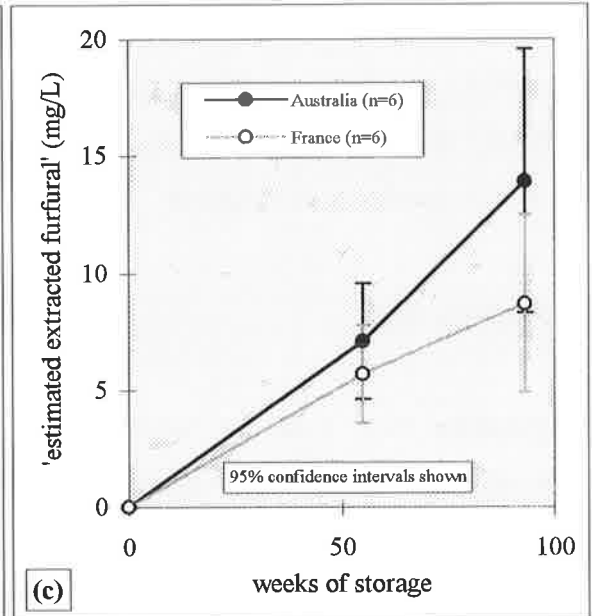 20
15
10
5
0
'estimated extracted furfural' (mg/L)
Australia (n=6)
France (n=6)
95% confidence intervals shown
0
50
100
weeks of storage
(c)